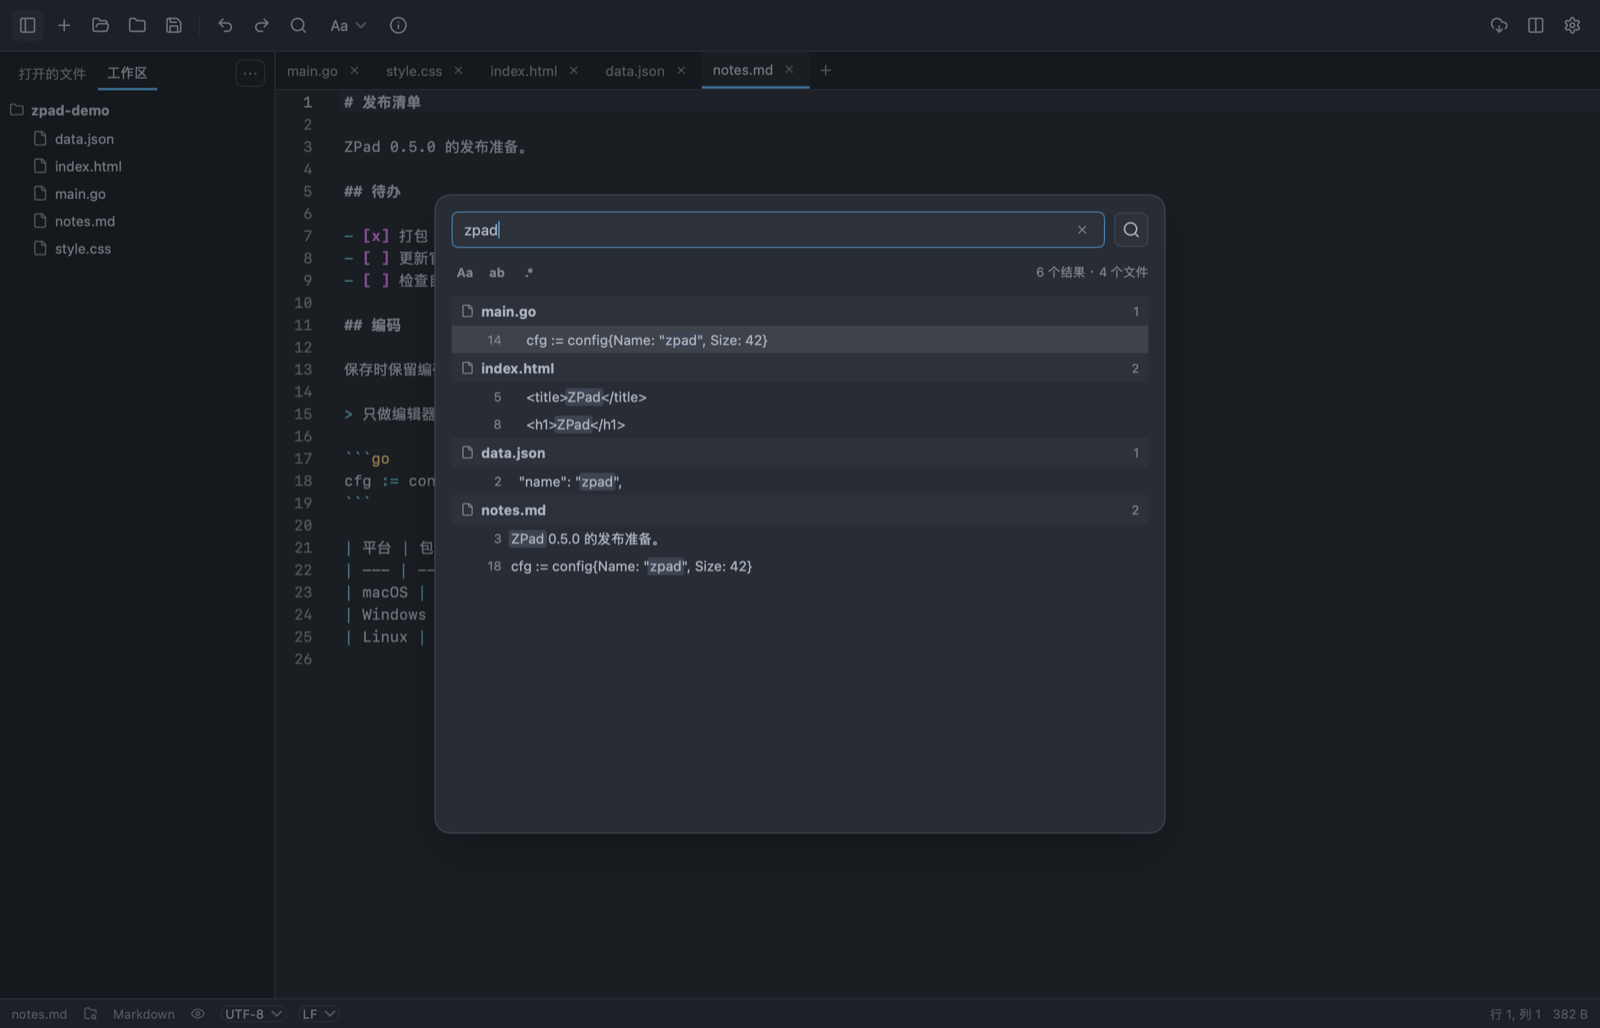 Aa
打开的文件
工作区
main.go
style.css
index.html
data.json
notes.md
zpad-demo
data.json
index.html
main.go
notes.md
style.css
1 # 发布清单
2
3 ZPad 0.5.0 的发布准备。
4
5 ## 待办
6
7 - [x] 打包
8 - [ ] 更新
9 - [ ] 检查
10
11 ## 编码
12
13 保存时保留编
14
15 > 只做编辑器
16
17 ```go
18 cfg := con
19 ```
20
21 | 平台 | 包
22 | --- | --
23 | macOS |
24 | Windows
25 | Linux |
26
zpad
Aa ab .*
6 个结果 · 4 个文件
main.go 1
14 cfg := config{Name: "zpad", Size: 42}
index.html 2
5 <title>ZPad</title>
8 <h1>ZPad</h1>
data.json 1
2 "name": "zpad",
notes.md 2
3 ZPad 0.5.0 的发布准备。
18 cfg := config{Name: "zpad", Size: 42}
notes.md Markdown UTF-8 LF 行 1, 列 1 382 B